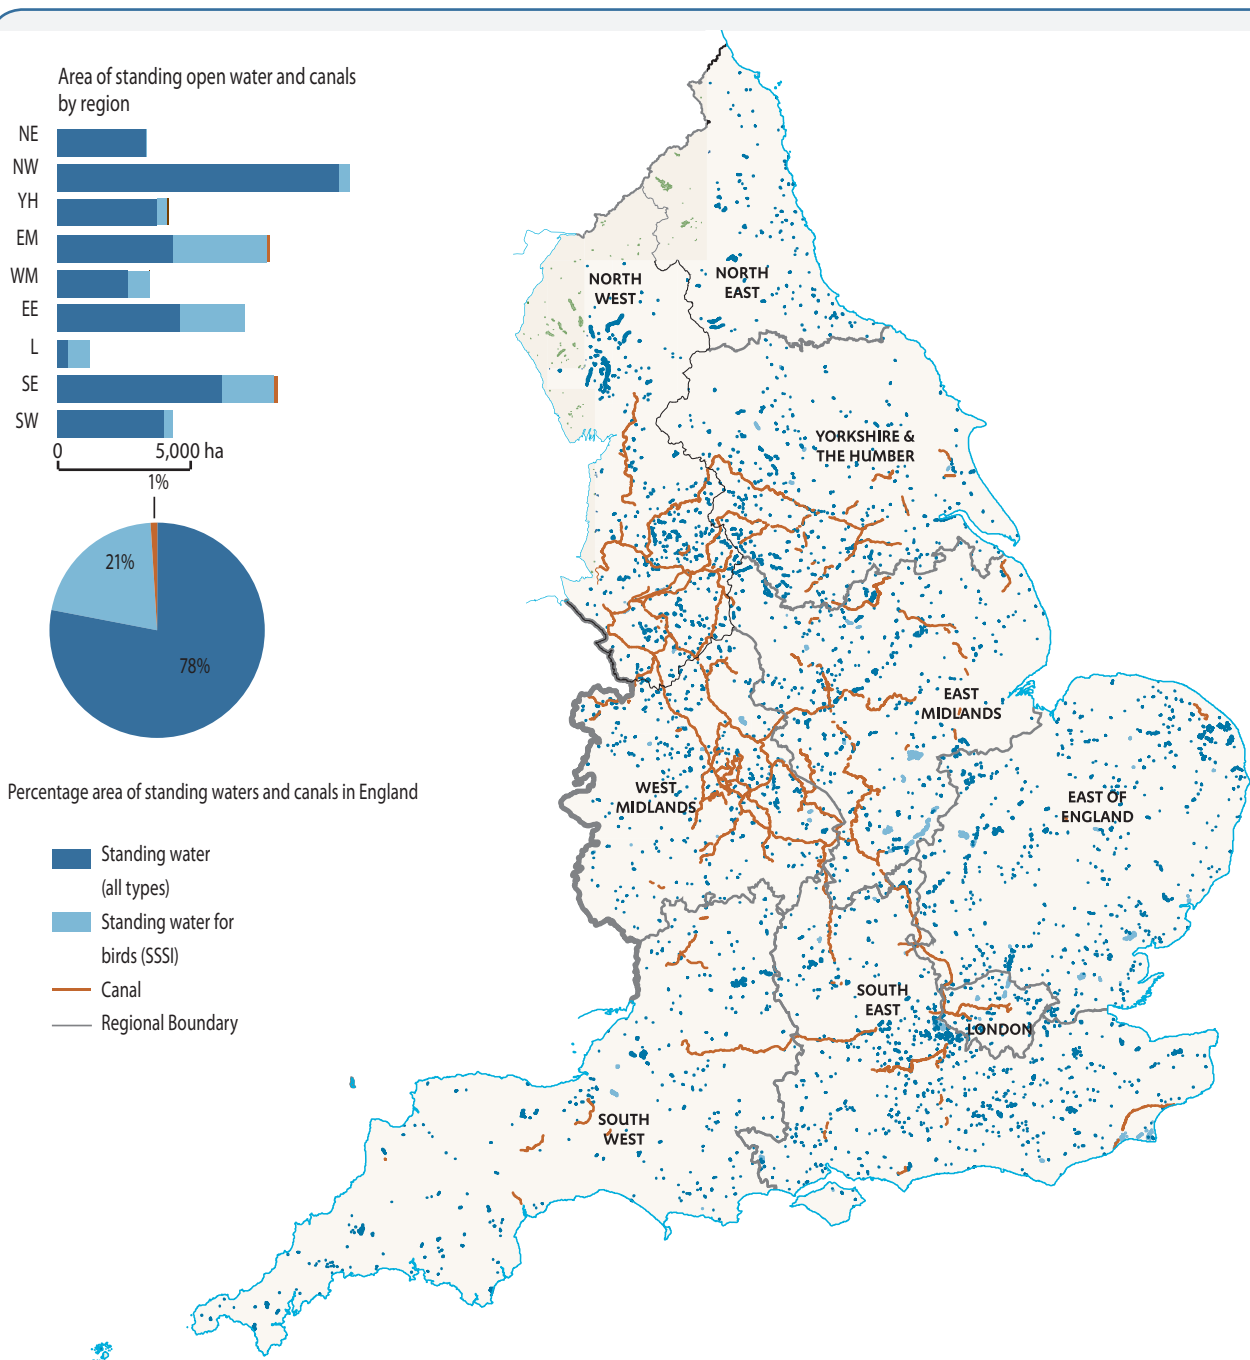 Area of standing open water and canals
by region
NE
NW
YH
EM
WM
EE
L
SE
SW
0
5,000 ha
1%
21%
78%
Percentage area of standing waters and canals in England
Standing water
(all types)
Standing water for
birds (SSSI)
Canal
Regional Boundary
NORTH
WEST
NORTH
EAST
YORKSHIRE &
THE HUMBER
EAST
MIDLANDS
WEST
MIDLANDS
EAST OF
ENGLAND
SOUTH
EAST
LONDON
SOUTH
WEST